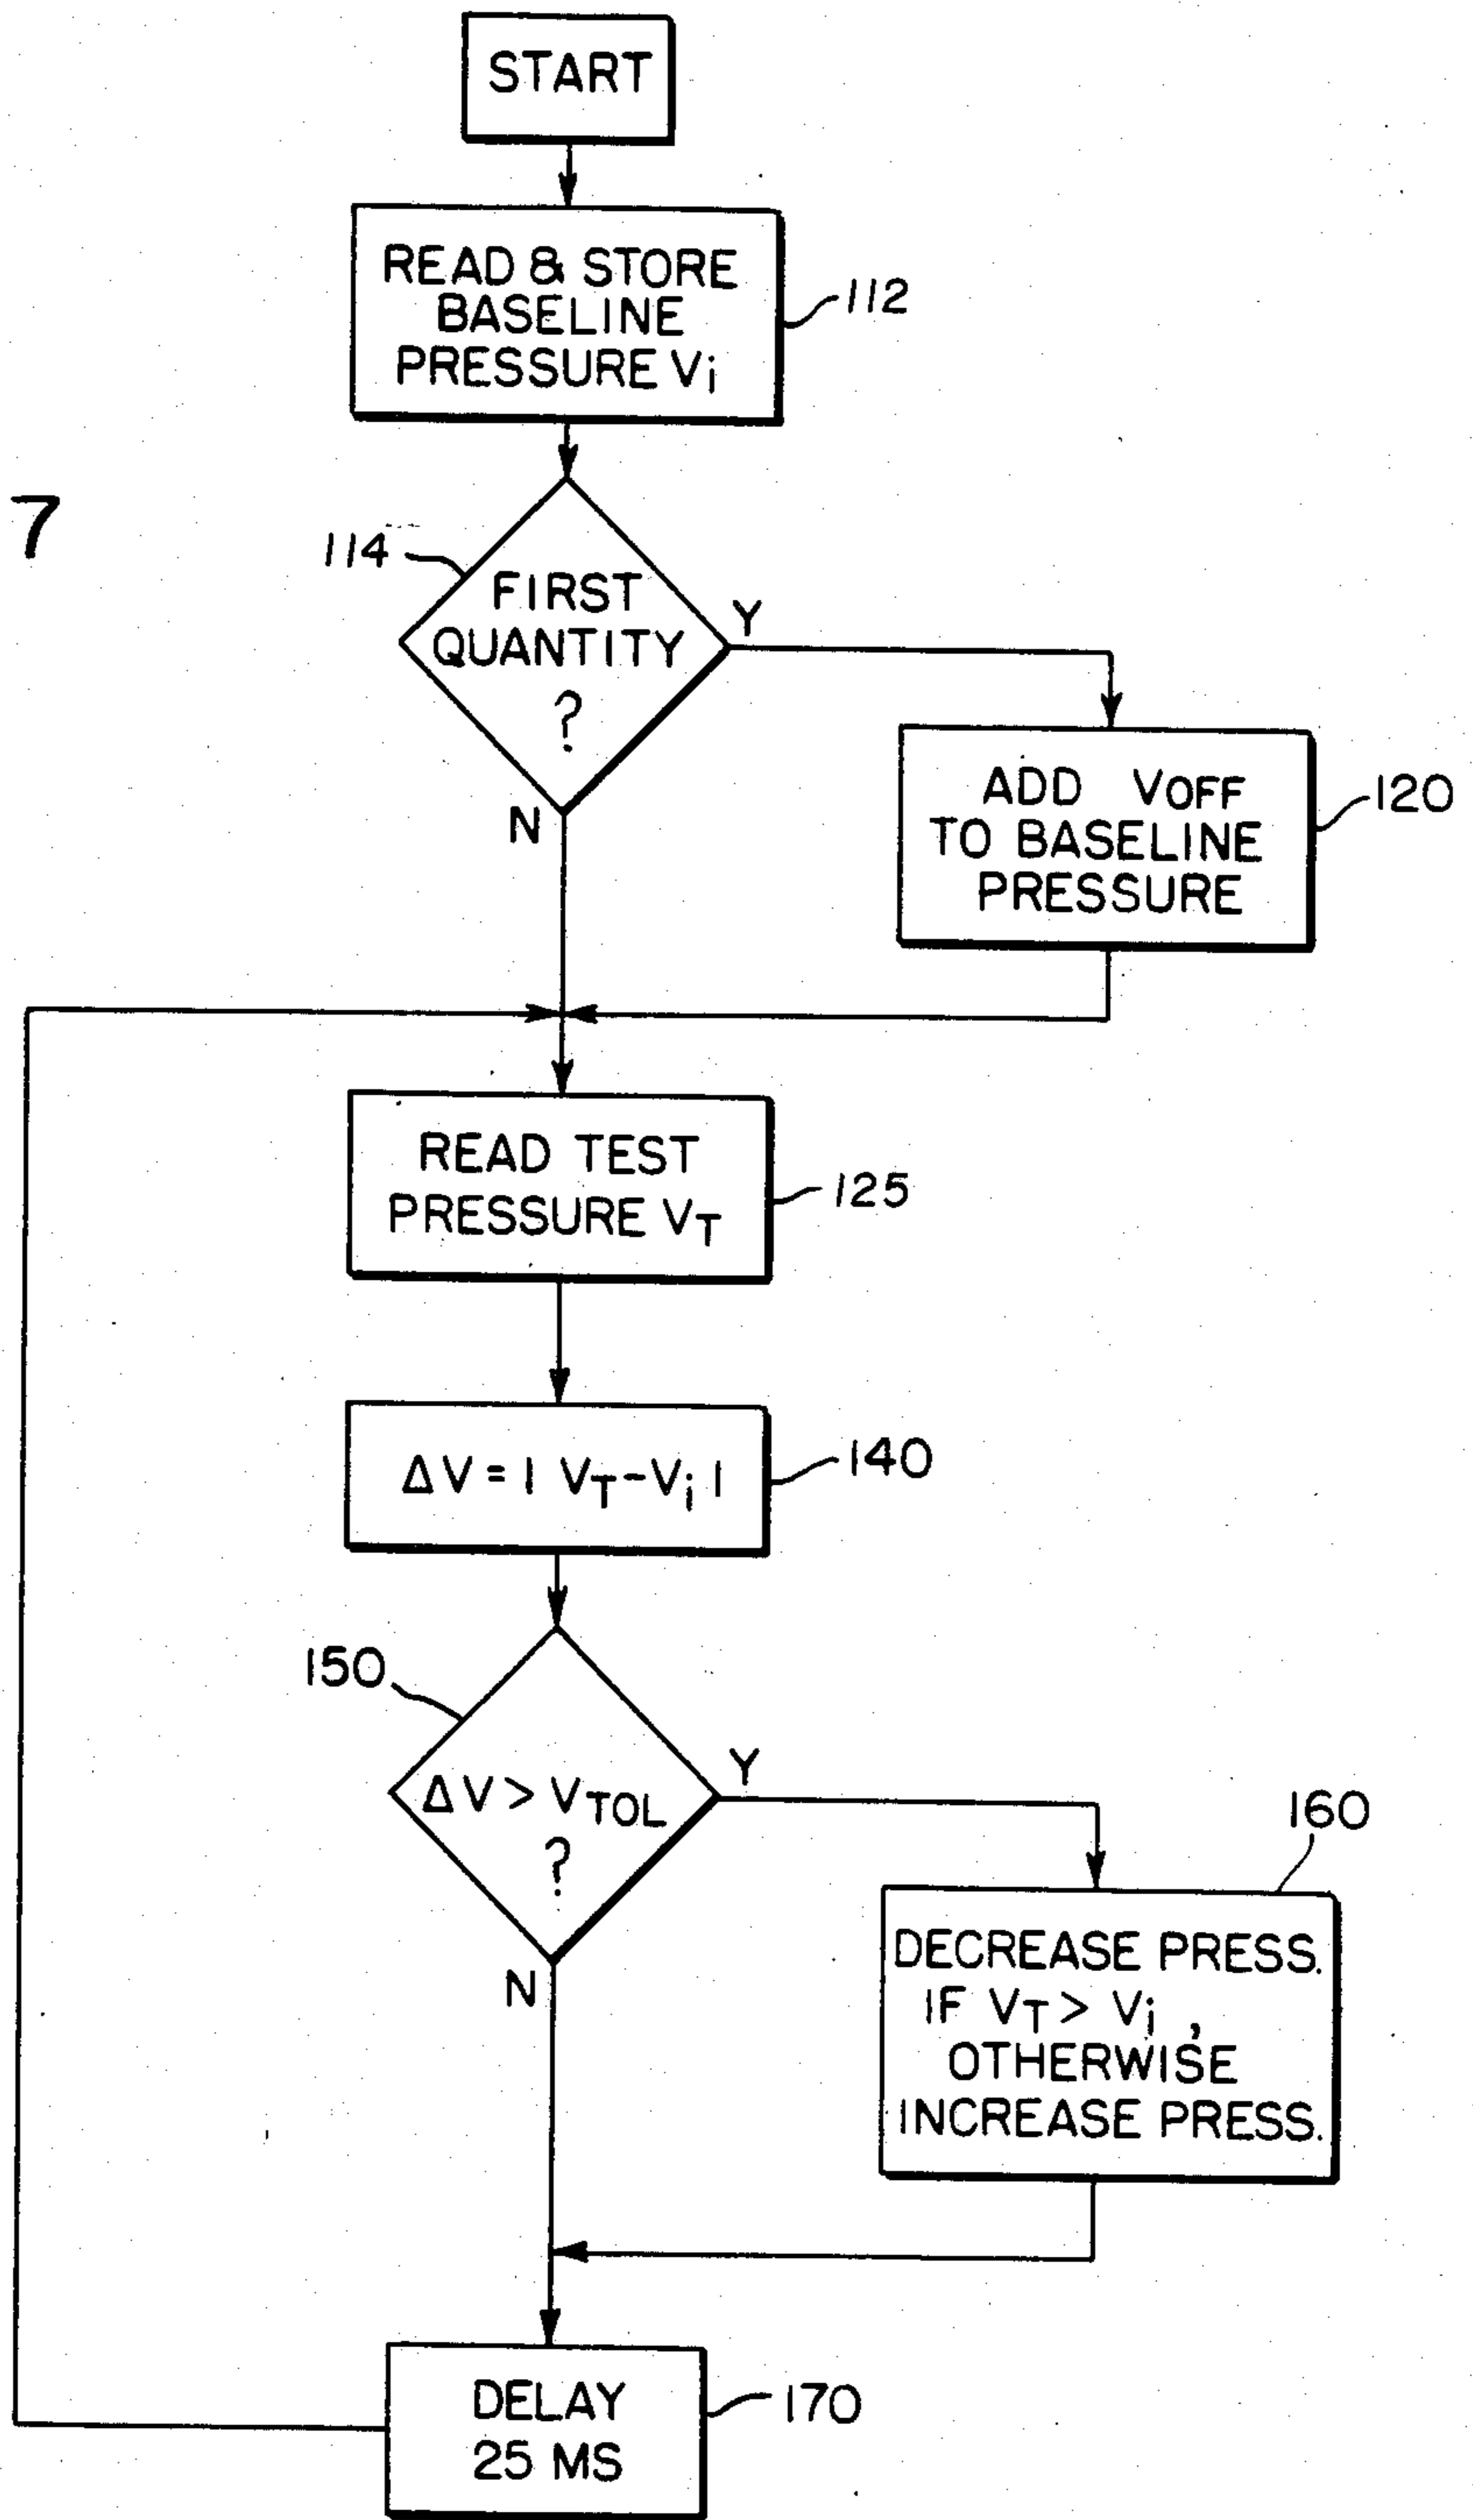 START
READ & STORE
BASELINE
PRESSURE Vi
112
7
114
FIRST
QUANTITY
?
Y
N
ADD VOFF
TO BASELINE
PRESSURE
120
READ TEST
PRESSURE VT
125
ΔV = | VT - Vi |
140
150
ΔV > VTOL
?
Y
N
160
DECREASE PRESS.
IF VT > Vi ,
OTHERWISE
INCREASE PRESS.
DELAY
25 MS
170